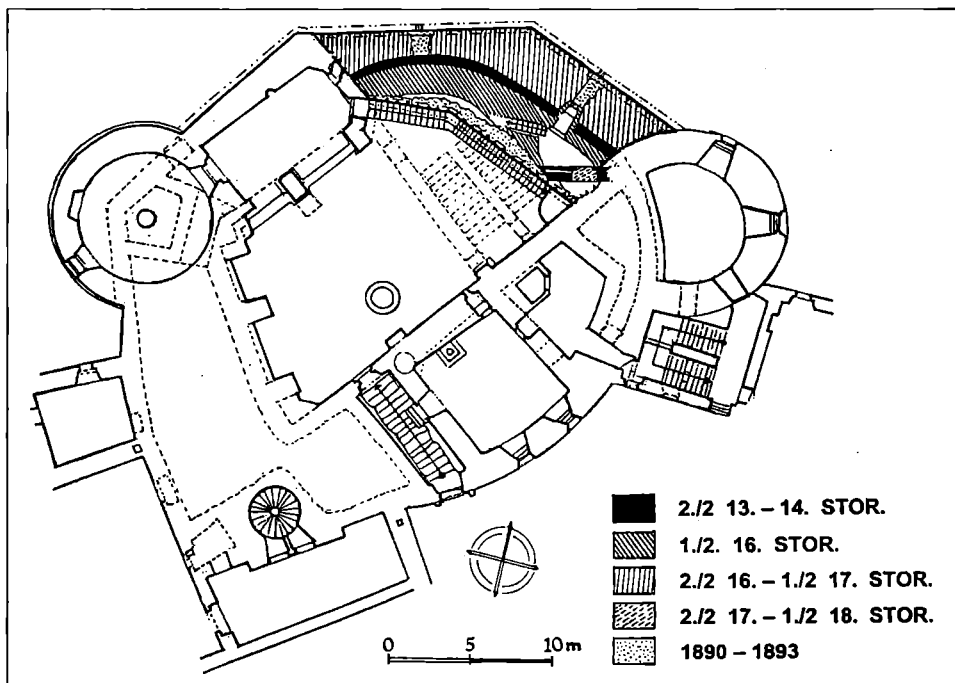 2./2 13. – 14. STOR.
1./2. 16. STOR.
2./2 16. – 1./2 17. STOR.
2./2 17. – 1./2 18. STOR.
1890 – 1893
0 5 10 m